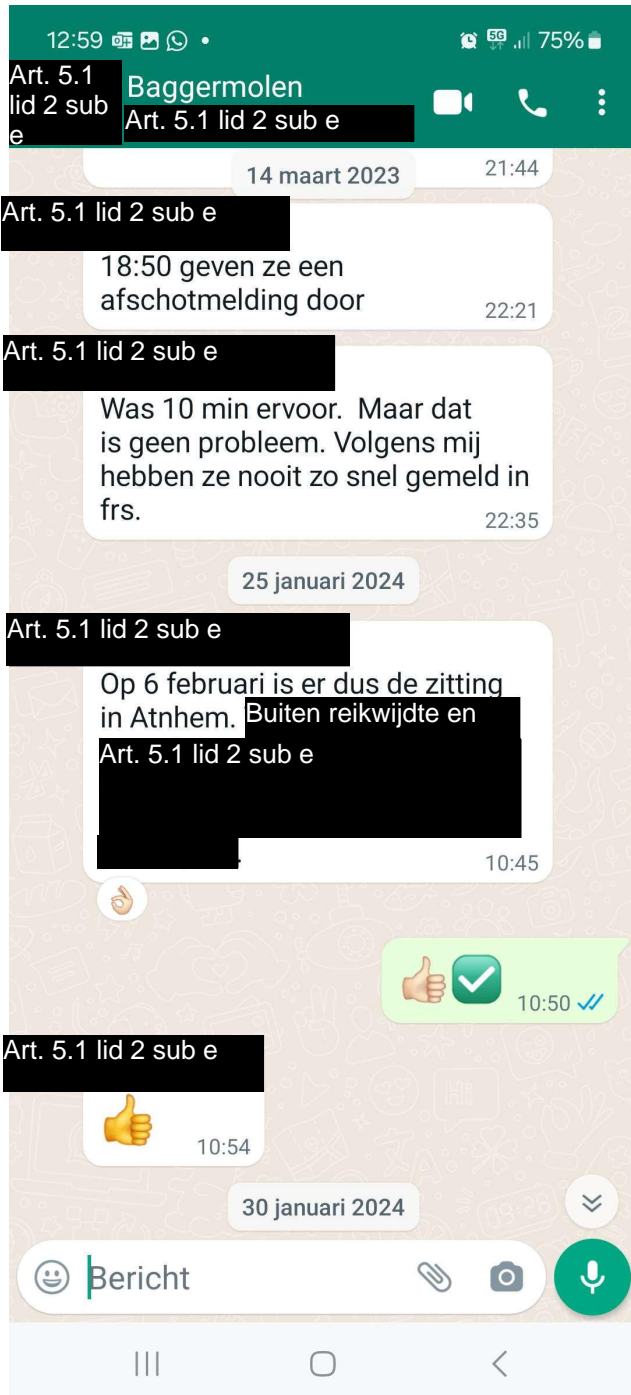 12:59
5G
75%
Art. 5.1
lid 2 sub
e
Baggermolen
Art. 5.1 lid 2 sub e
21:44
14 maart 2023
Art. 5.1 lid 2 sub e
18:50 geven ze een
afschotmelding door
22:21
Art. 5.1 lid 2 sub e
Was 10 min ervoor. Maar dat
is geen probleem. Volgens mij
hebben ze nooit zo snel gemeld in
frs.
22:35
25 januari 2024
Art. 5.1 lid 2 sub e
Op 6 februari is er dus de zitting
in Atnhem. Buiten reikwijdte en
Art. 5.1 lid 2 sub e
.
10:45
10:50
Art. 5.1 lid 2 sub e
10:54
30 januari 2024
Bericht